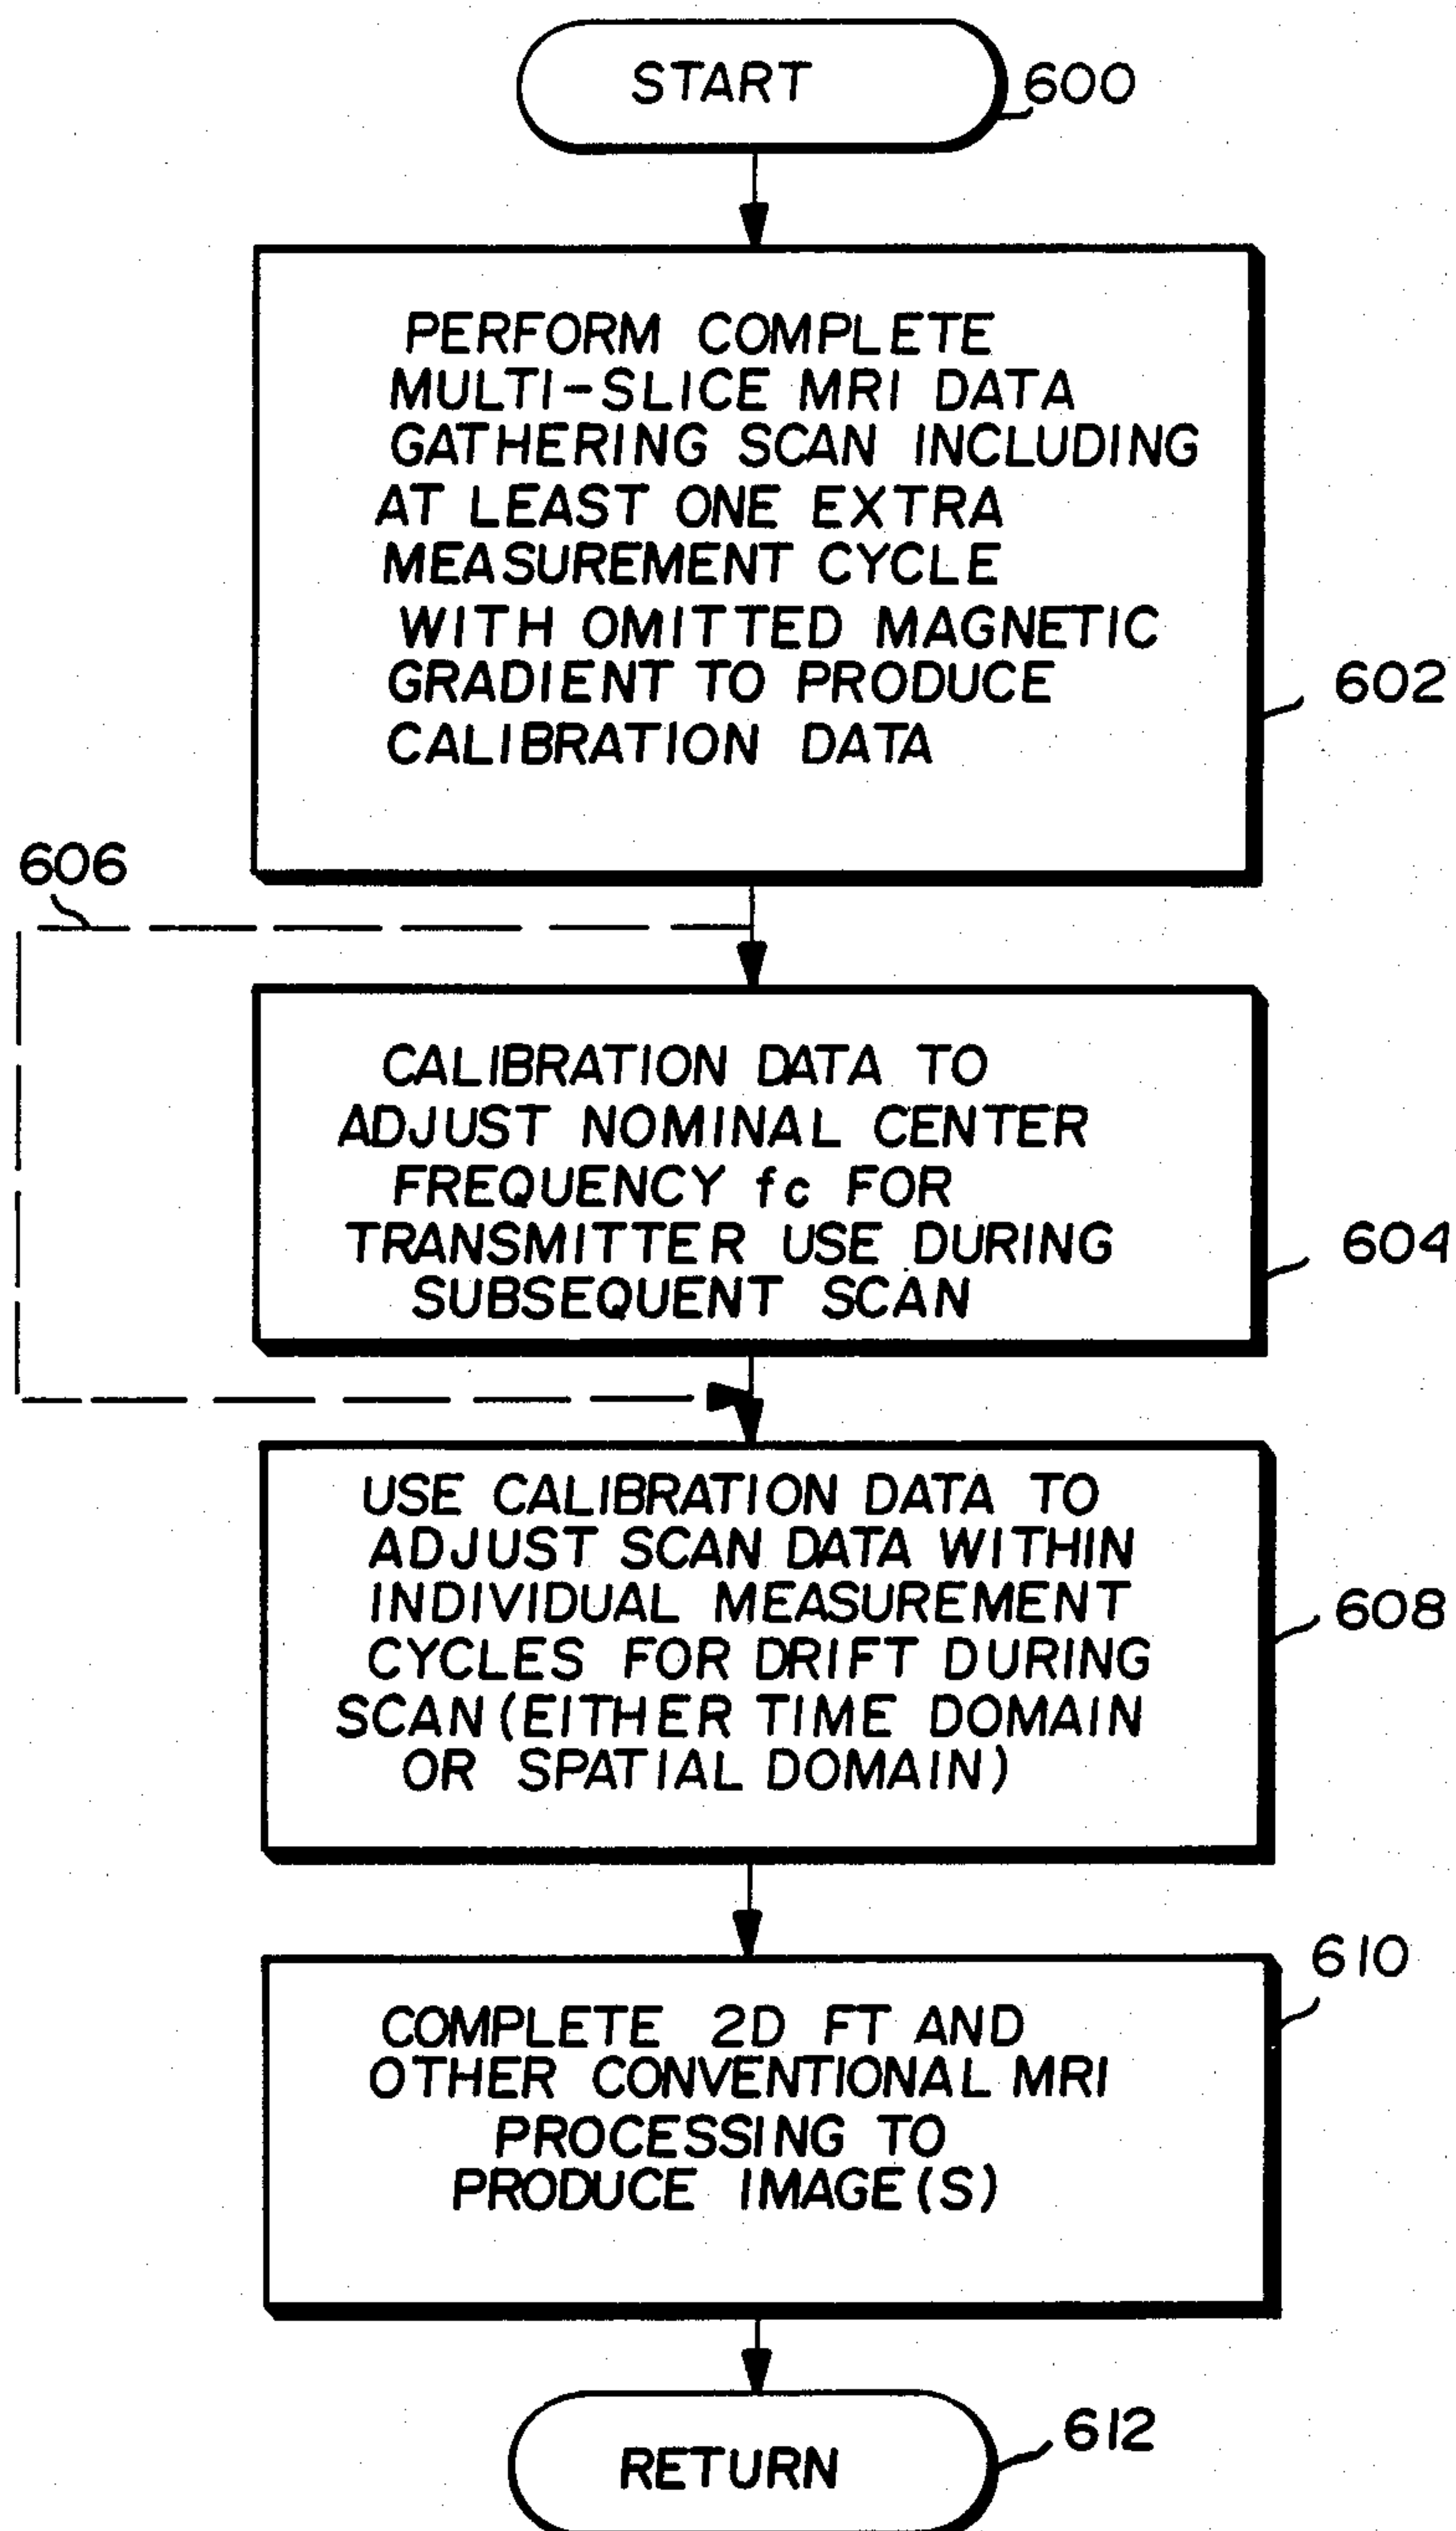 START
600
PERFORM COMPLETE
MULTI-SLICE MRI DATA
GATHERING SCAN INCLUDING
AT LEAST ONE EXTRA
MEASUREMENT CYCLE
WITH OMITTED MAGNETIC
GRADIENT TO PRODUCE
CALIBRATION DATA
602
606
CALIBRATION DATA TO
ADJUST NOMINAL CENTER
FREQUENCY fc FOR
TRANSMITTER USE DURING
SUBSEQUENT SCAN
604
USE CALIBRATION DATA TO
ADJUST SCAN DATA WITHIN
INDIVIDUAL MEASUREMENT
CYCLES FOR DRIFT DURING
SCAN (EITHER TIME DOMAIN
OR SPATIAL DOMAIN)
608
610
COMPLETE 2D FT AND
OTHER CONVENTIONAL MRI
PROCESSING TO
PRODUCE IMAGE(S)
RETURN
612